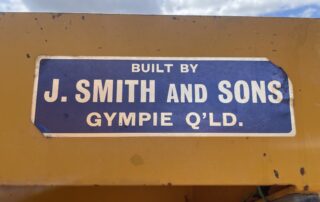 BUILT BY
J. SMITH AND SONS
GYMPIE Q'LD.